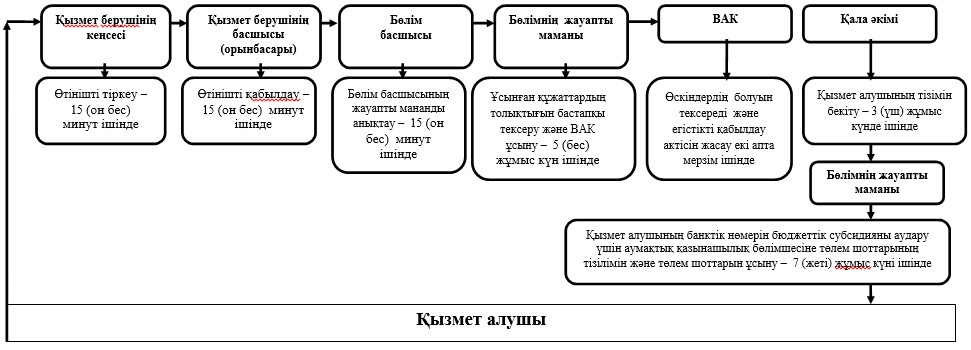 Қызмет берушінің
кеңсесі
Қызмет берушінің
басшысы
(орынбасары)
Бөлім
басшысы
Бөлімнің жауапты
маманы
ВАК
Қала әкімі
Өтінішті тіркеу –
15 (он бес)
минут ішінде
Өтінішті қабылдау –
15 (он бес) минут
ішінде
Бөлім басшысының
жауапты мананды
анықтау – 15 (он
бес) минут
ішінде
Ұсынған құжаттардың
толықтығын бастапқы
тексеру және ВАК
ұсыну – 5 (бес)
жұмыс күн ішінде
Өскіндердің болуын
тексереді және
егістікті қабылдау
актісін жасау екі апта
мерзім ішінде
Қызмет алушының тізімін
бекіту – 3 (үш) жұмыс
күнде ішінде
Бөлімнің жауапты
маманы
Қызмет алушының банктік нөмерін бюджеттік субсидияны аудару
үшін аумақтық қазынашылық бөлімшесіне төлем шоттарының
тізілімін және төлем шоттарын ұсыну – 7 (жеті) жұмыс күні ішінде
Қызмет алушы